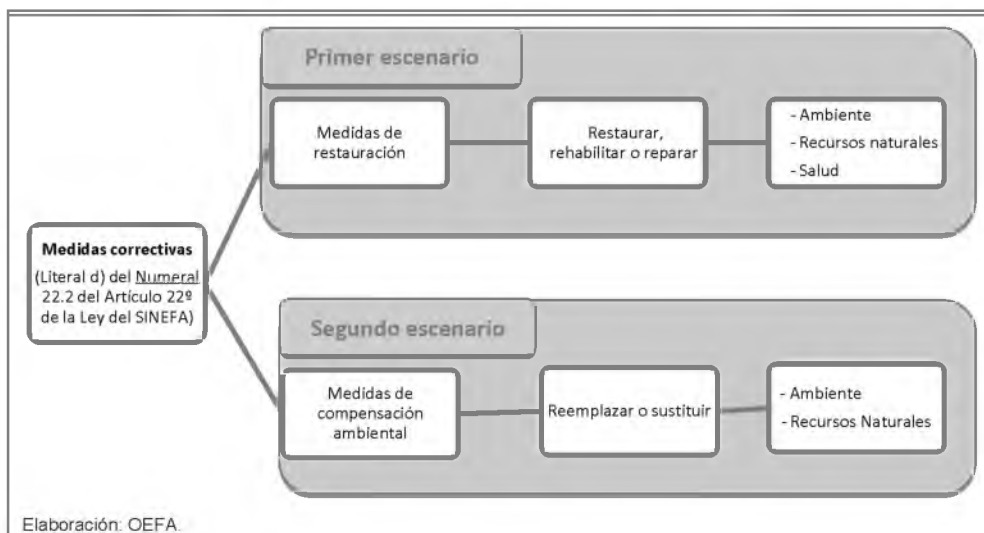 Primer escenario
Medidas de
restauración
Restaurar,
rehabilitar o reparar
- Ambiente
- Recursos naturales
- Salud
Medidas correctivas
(Literal d) del Numeral
22.2 del Artículo 22º
de la Ley del SINEFA)
Segundo escenario
Medidas de
compensación
ambiental
Reemplazar o sustituir
- Ambiente
- Recursos Naturales
Elaboración: OEFA.